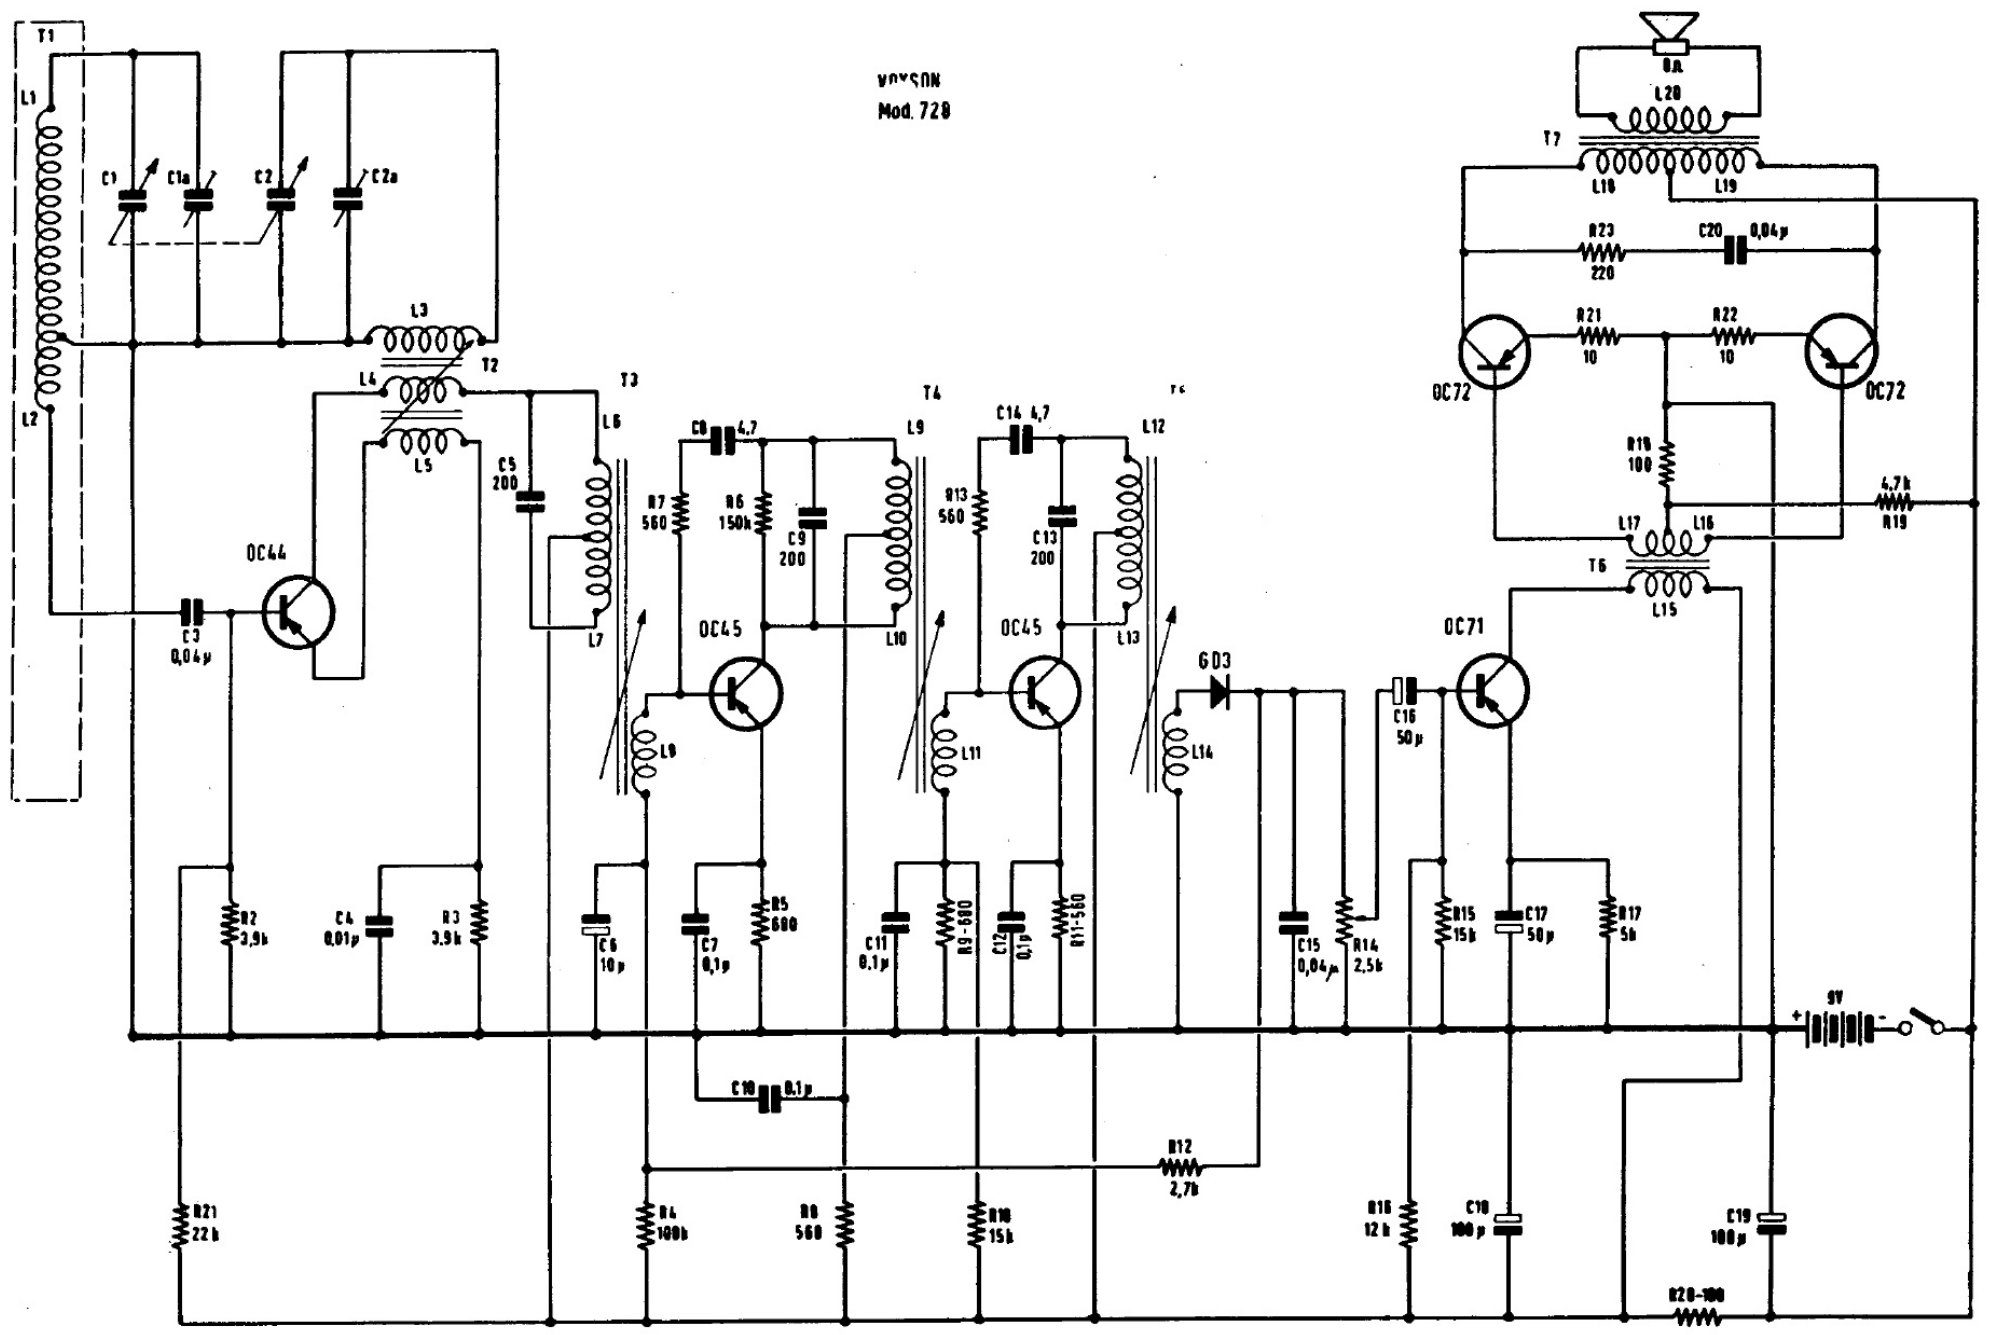 T1
L1
L2
C1
C1a
C2
C2a
L3
T2
L4
L5
OC44
C3
0,04μ
R2
3,9k
R21
22k
C4
0,01μ
R3
3,9k
C5
200
T3
L6
L7
L8
C6
10μ
R4
100k
R7
560
C8 4,7
R6
150k
C9
200
OC45
C7
0,1μ
R5
680
C10 0,1μ
R8
560
VOXSON
Mod. 728
T4
L9
L10
L11
C11
0,1μ
R9-680
R10
15k
C12
0,1μ
R11-560
R13
560
C14 4,7
C13
200
OC45
L12
L13
L14
GD3
R12
2,7k
C15
0,04μ
R14
2,5k
C16
50μ
OC71
R15
15k
R16
12k
C17
50μ
R17
5k
C18
100μ
C19
100μ
R20-100
9V
+
-
8Ω
L20
T7
L18
L19
R23
220
C20 0,04μ
R21
10
R22
10
OC72
OC72
R18
100
4,7k
R19
L17
L16
T6
L15